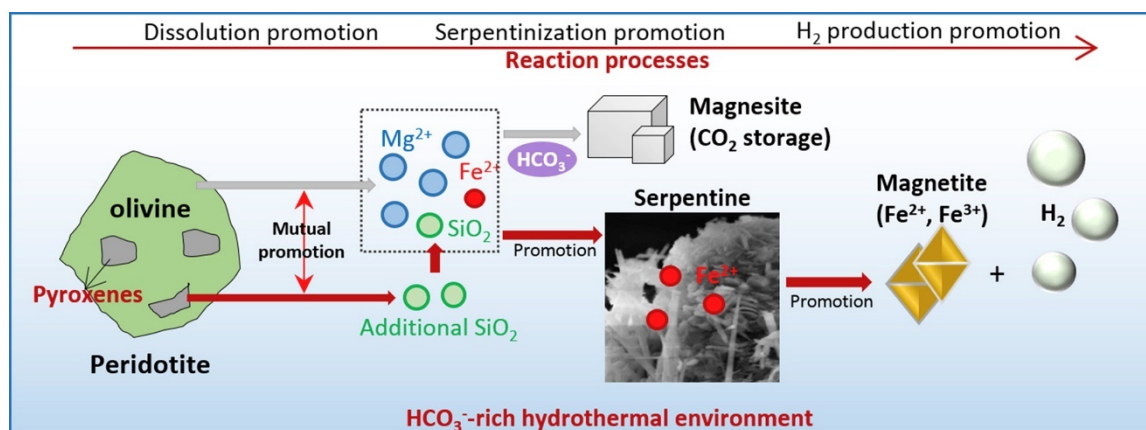 Dissolution promotion
Serpentinization promotion
H₂ production promotion
Reaction processes
Mg²⁺
Fe²⁺
SiO₂
HCO₃⁻
Magnesite
(CO₂ storage)
olivine
Mutual
promotion
Pyroxenes
Peridotite
Additional SiO₂
Promotion
Serpentine
Fe³⁺
Promotion
Magnetite
(Fe²⁺, Fe³⁺)
+
H₂
HCO₃⁻-rich hydrothermal environment